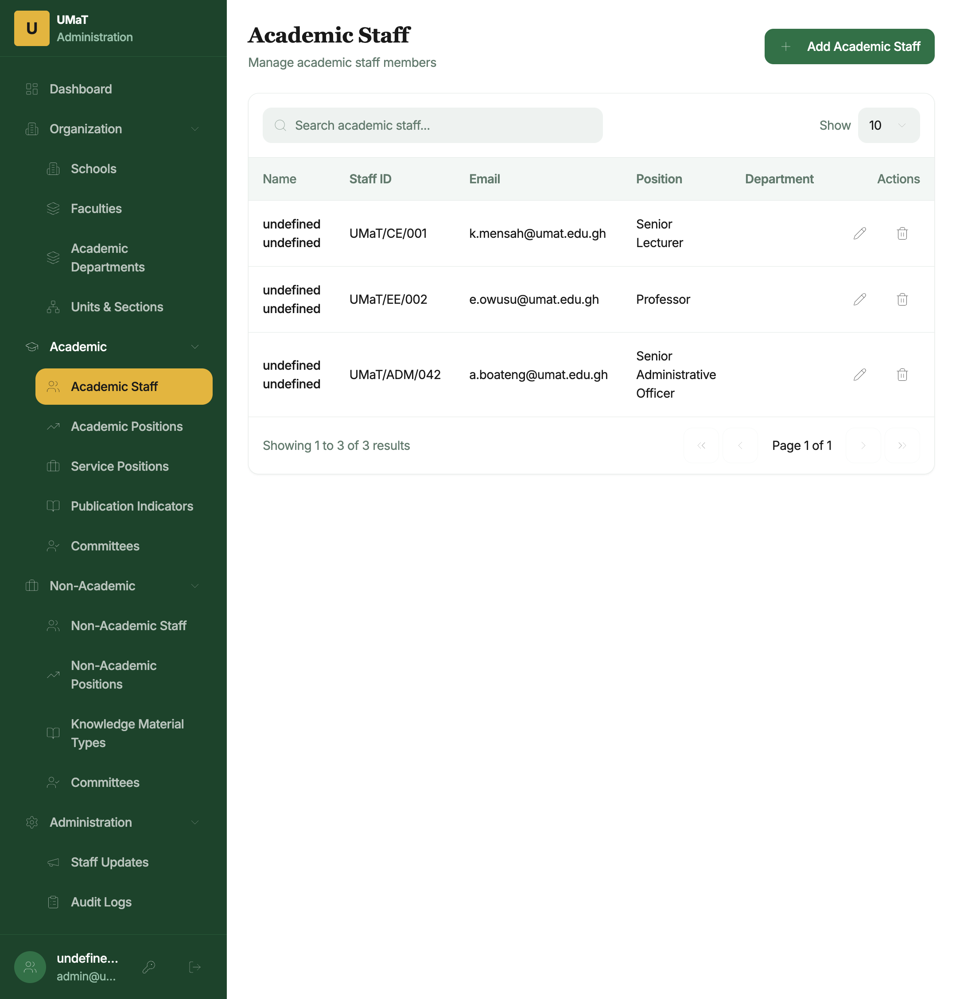 U
UMaT
Administration
Dashboard
Organization
Schools
Faculties
Academic
Departments
Units & Sections
Academic
Academic Staff
Academic Positions
Service Positions
Publication Indicators
Committees
Non-Academic
Non-Academic Staff
Non-Academic
Positions
Knowledge Material
Types
Committees
Administration
Staff Updates
Audit Logs
undefine...
admin@u...
Academic Staff
Manage academic staff members
Add Academic Staff
Search academic staff...
Show 10
Name Staff ID Email Position Department Actions
undefined
undefined
UMaT/CE/001
k.mensah@umat.edu.gh
Senior
Lecturer
undefined
undefined
UMaT/EE/002
e.owusu@umat.edu.gh
Professor
undefined
undefined
UMaT/ADM/042
a.boateng@umat.edu.gh
Senior
Administrative
Officer
Showing 1 to 3 of 3 results
Page 1 of 1